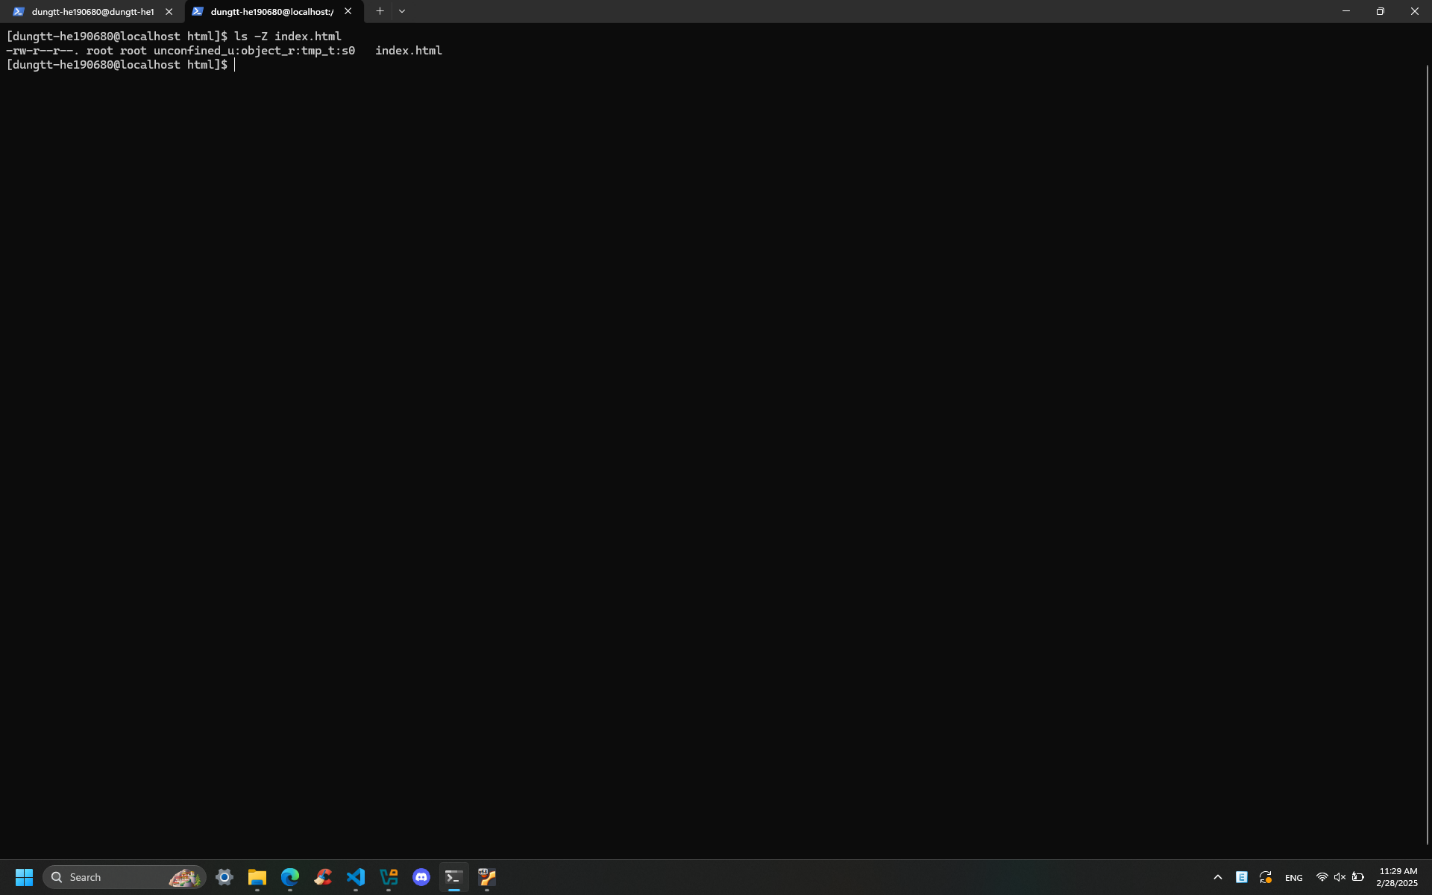 dungtt-he190680@dungtt-he1
dungtt-he190680@localhost:/
[dungtt-he190680@localhost html]$ ls -Z index.html
-rw-r--r--. root root unconfined_u:object_r:tmp_t:s0   index.html
[dungtt-he190680@localhost html]$
Search
ENG
11:29 AM
2/28/2025